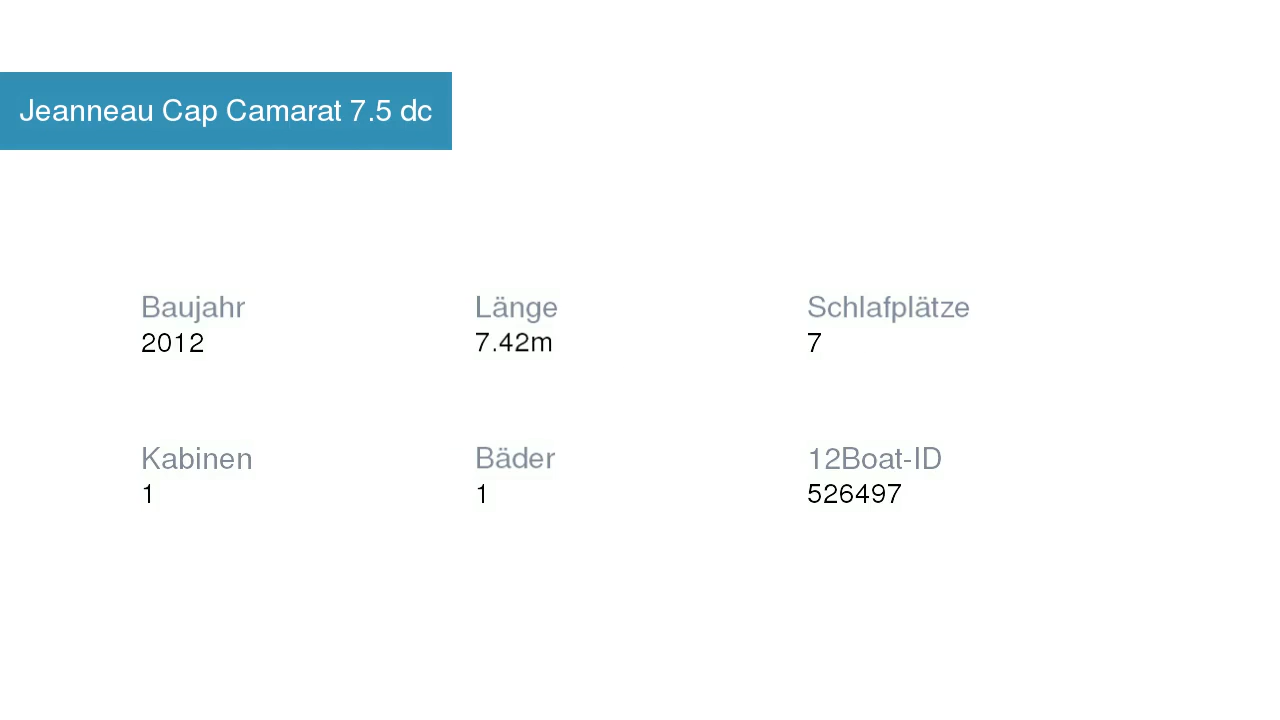 Jeanneau Cap Camarat 7.5 dc
Baujahr
2012
Länge
7.42m
Schlafplätze
7
Kabinen
1
Bäder
1
12Boat-ID
526497